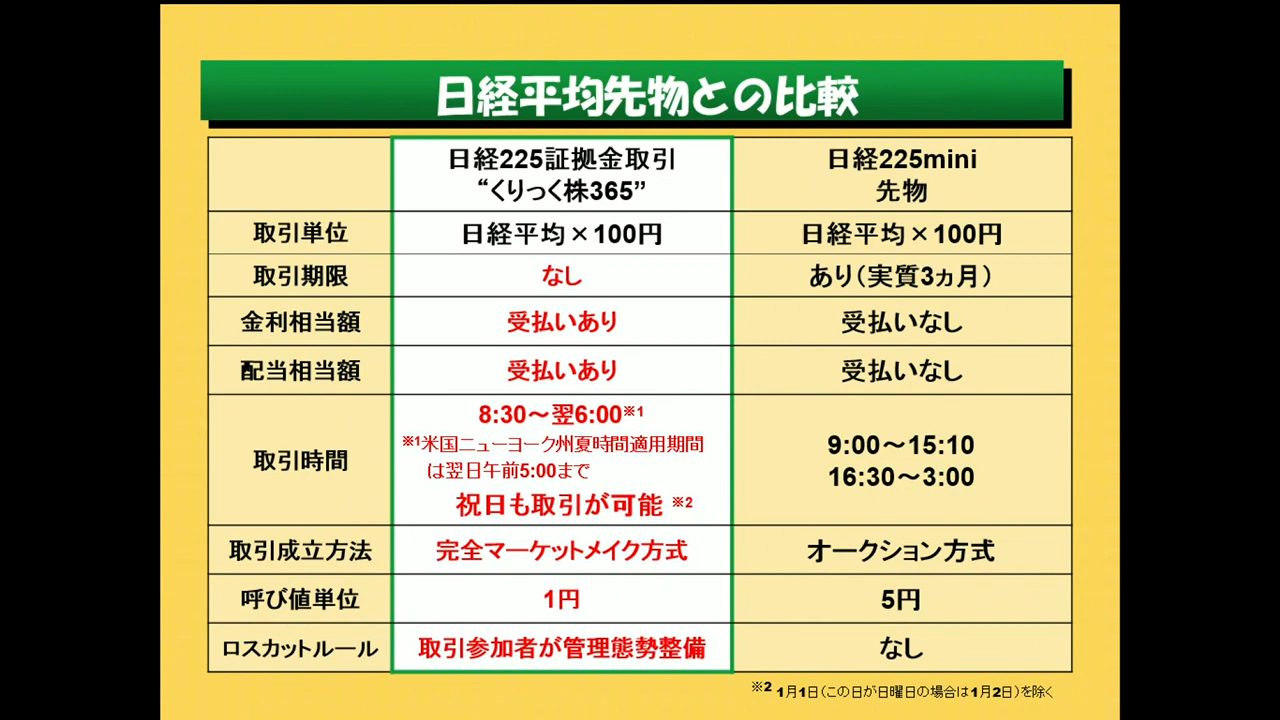 日経平均先物との比較
日経225証拠金取引
“くりっく株365”
日経225mini
先物
取引単位
日経平均×100円
日経平均×100円
取引期限
なし
あり（実質3ヵ月）
金利相当額
受払いあり
受払いなし
配当相当額
受払いあり
受払いなし
取引時間
8:30～翌6:00※1
※1米国ニューヨーク州夏時間適用期間
は翌日午前5:00まで
祝日も取引が可能 ※2
9:00～15:10
16:30～3:00
取引成立方法
完全マーケットメイク方式
オークション方式
呼び値単位
1円
5円
ロスカットルール
取引参加者が管理態勢整備
なし
※2 1月1日（この日が日曜日の場合は1月2日）を除く